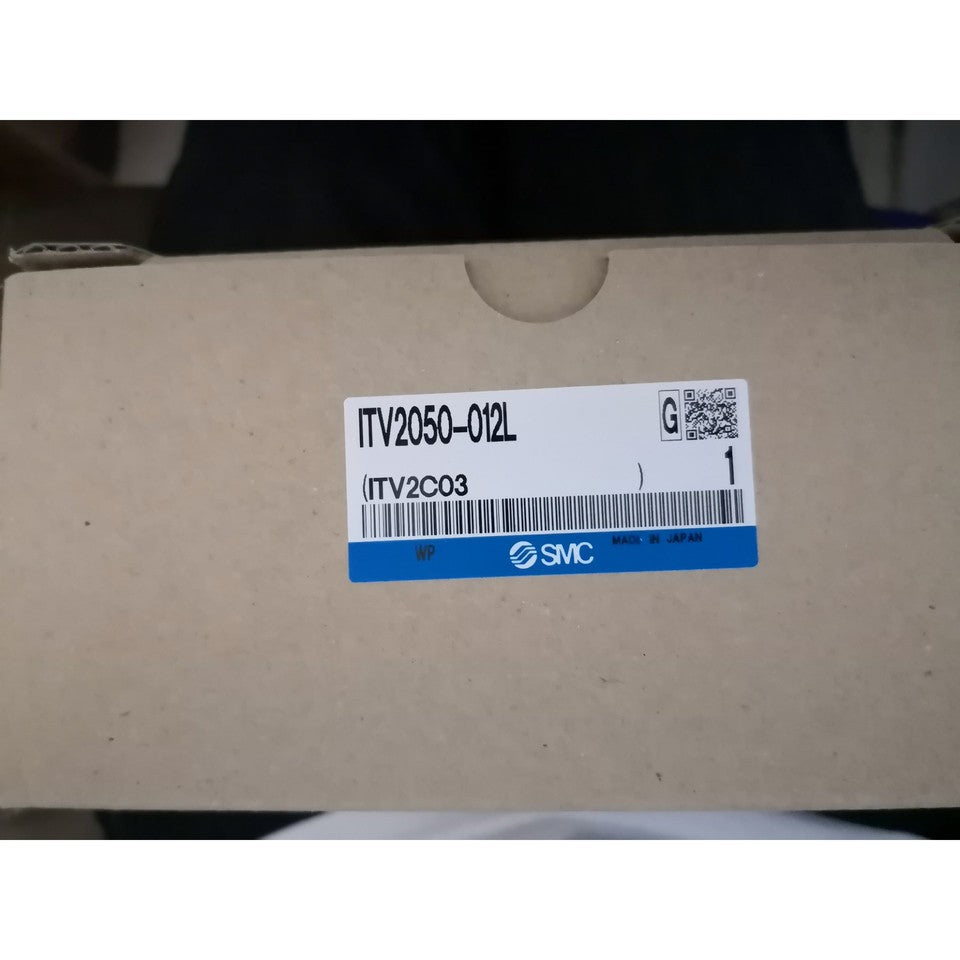 ITV2050-012L
G
(ITV2C03 ) 1
WP SMC MADE IN JAPAN